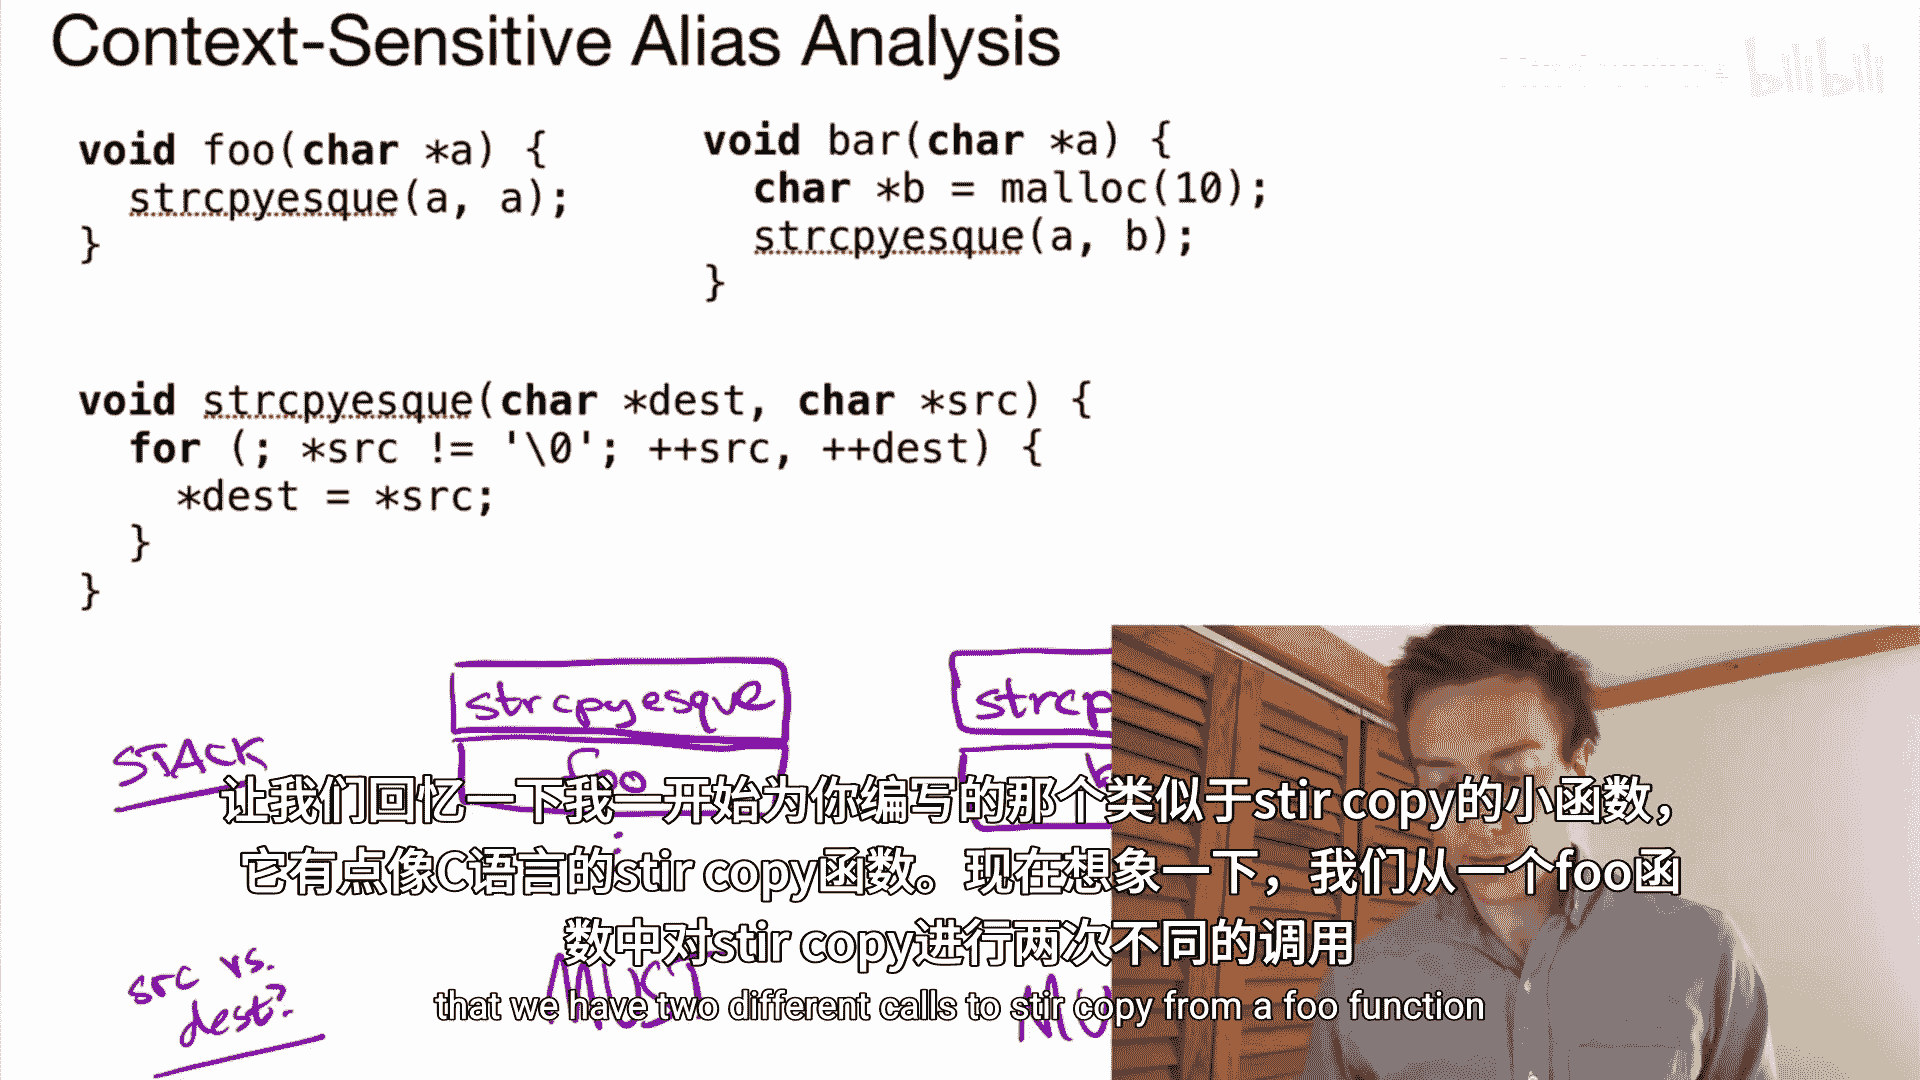 Context-Sensitive Alias Analysis
bilibili
void foo(char *a) {
strcpyesque(a, a);
}
void bar(char *a) {
char *b = malloc(10);
strcpyesque(a, b);
}
void strcpyesque(char *dest, char *src) {
for (; *src != '\0'; ++src, ++dest) {
*dest = *src;
}
}
strcpyesque
strcp
STACK
foo
b
让我们回忆一下我一开始为你编写的那个类似于stir copy的小函数，
它有点像C语言的stir copy函数。现在想象一下，我们从一个foo函
数中对stir copy进行两次不同的调用
src vs.
dest?
MUST
that we have two different calls to stir copy from a foo function